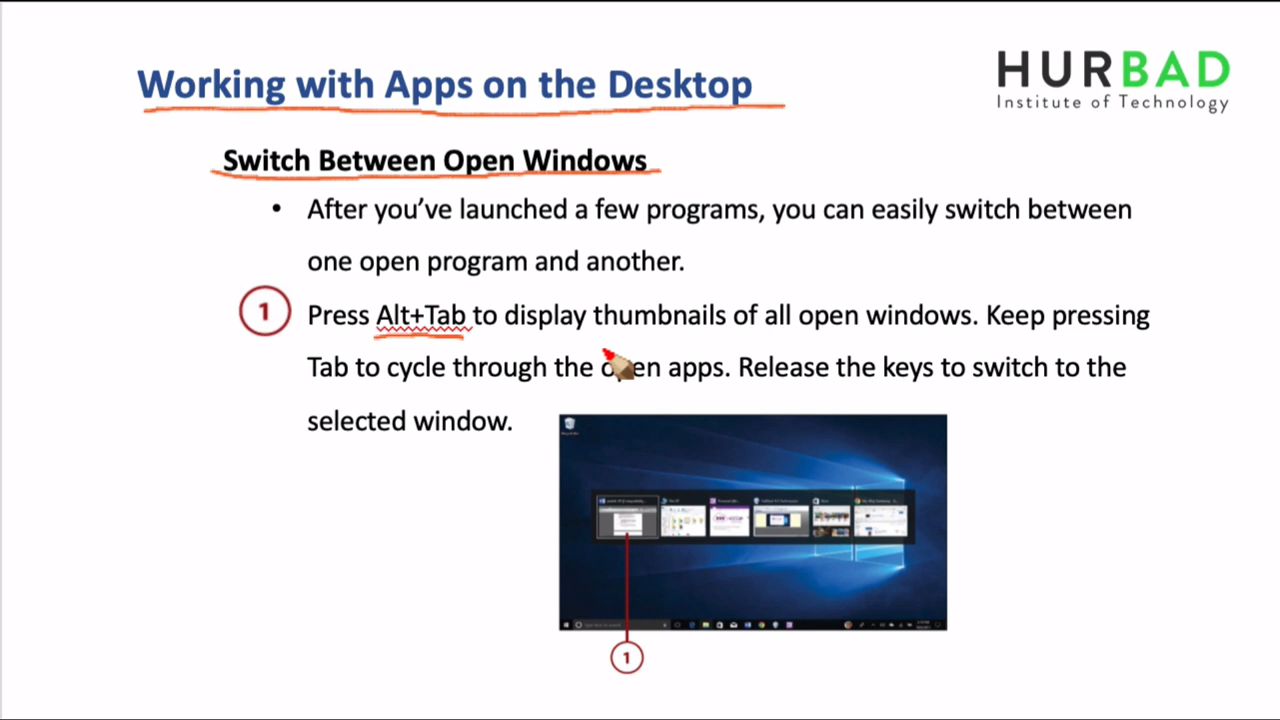 Working with Apps on the Desktop
HURBAD
Institute of Technology
Switch Between Open Windows
• After you’ve launched a few programs, you can easily switch between
one open program and another.
1 Press Alt+Tab to display thumbnails of all open windows. Keep pressing
Tab to cycle through the open apps. Release the keys to switch to the
selected window.
1